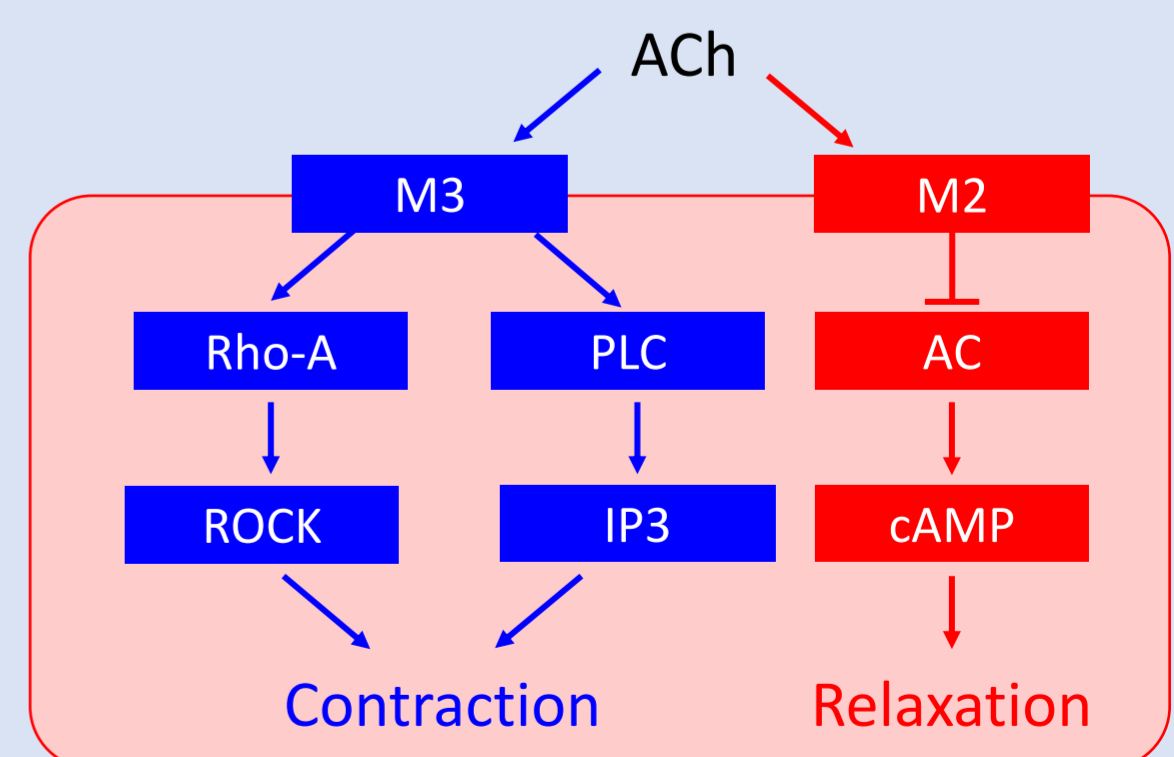 ACh
M3
M2
Rho-A
PLC
AC
ROCK
IP3
cAMP
Contraction
Relaxation